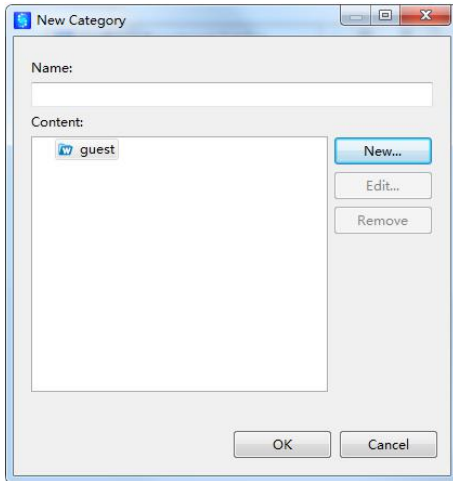 New Category
Name:
Content:
guest
New...
Edit...
Remove
OK
Cancel